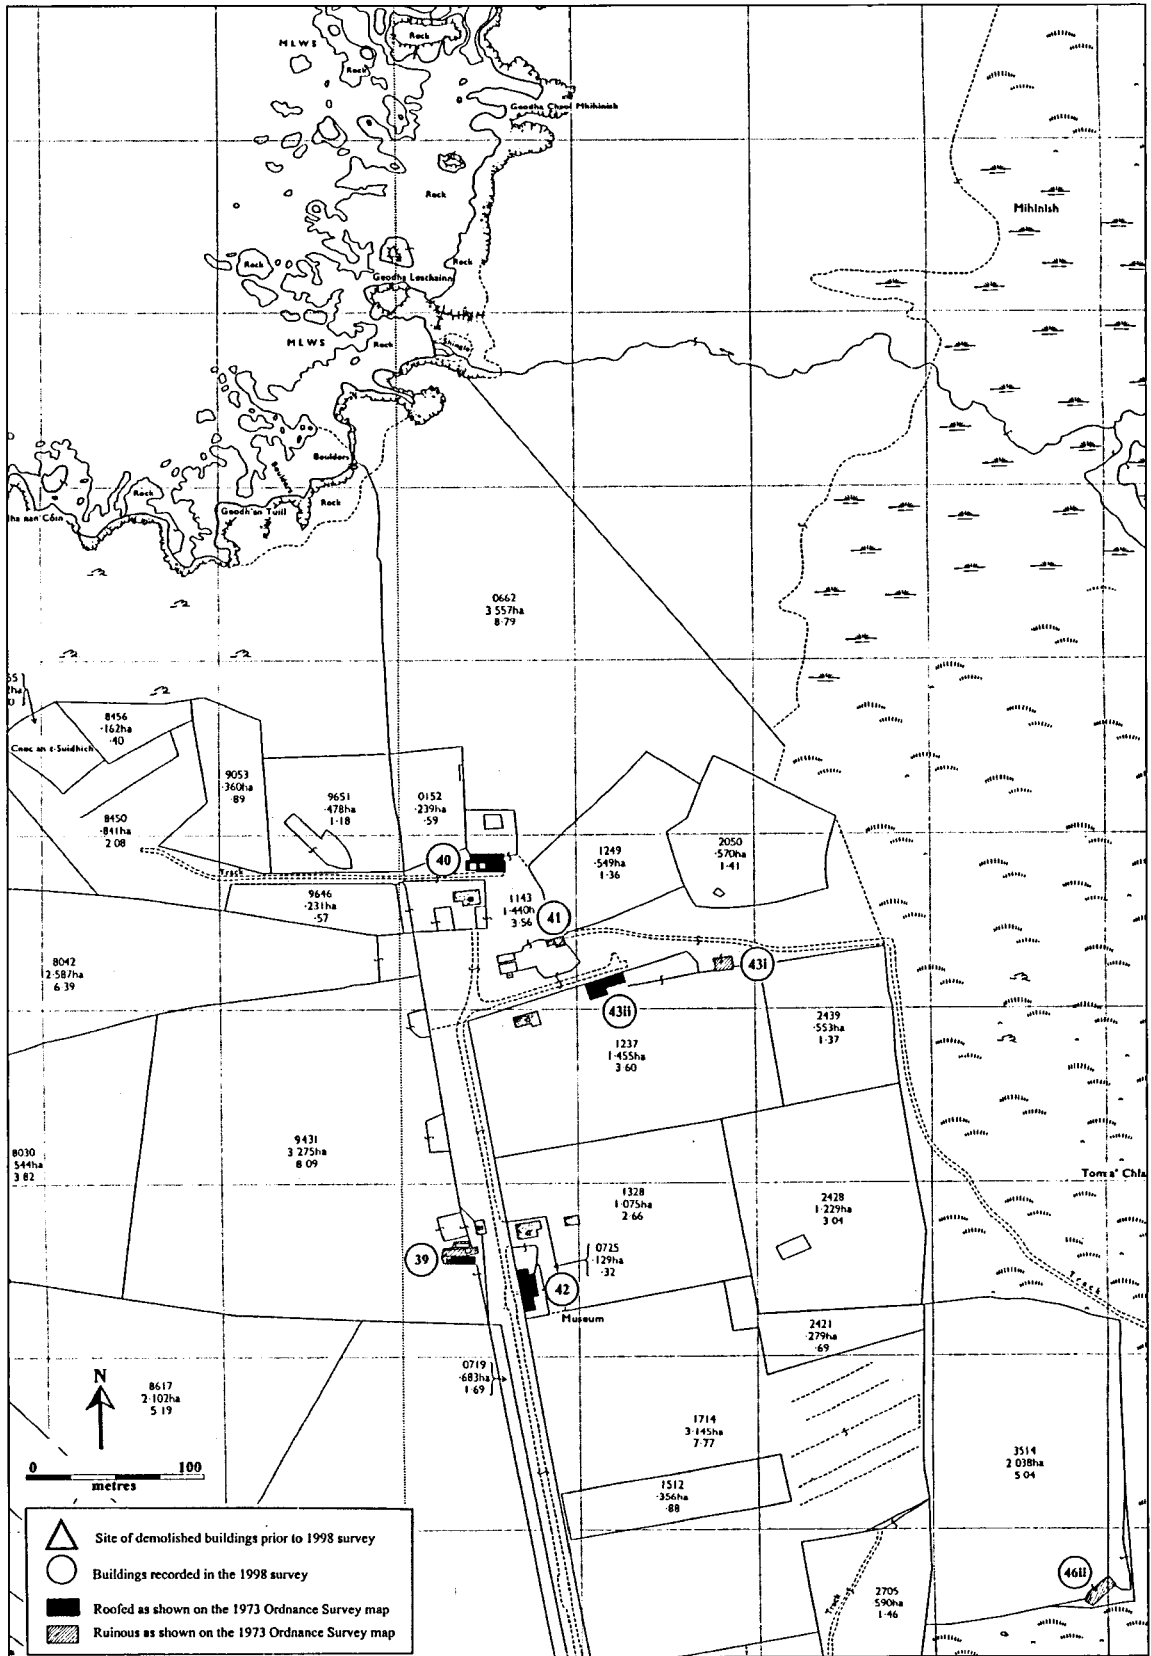 Rock
MLWS
Rock
Geodha Chaol Mhihinish
Rock
Mihinish
Rock
Rock
Geodha Leschainn
MLWS
Rock
Shingle
Boulders
Boulders
Rock
Rock
Geodh'an Tuill
0662
3 557ha
8·79
8456
·162ha
·40
Cnoc an t-Suidhich
9053
·360ha
·89
9651
·478ha
1·18
0152
·239ha
·59
8450
·841ha
2 08
40
1249
·549ha
1·36
2050
·570ha
1·41
Track
9646
·231ha
·57
1143
1·440h
3·56
41
8042
2·587ha
6 39
43i
43ii
2439
·553ha
1·37
1237
1·455ha
3 60
9431
3 275ha
8 09
8030
544ha
3 82
Tom a' Chla
1328
1·075ha
2·66
2428
1·229ha
3 04
39
0725
·129ha
·32
42
Museum
Track
2421
·279ha
·69
0719
·683ha
1·69
N
8617
2·102ha
5 19
1714
3·145ha
7·77
3514
2 038ha
5 04
0 100
metres
1512
·356ha
·88
46ii
2705
590ha
1·46
Track
Site of demolished buildings prior to 1998 survey
Buildings recorded in the 1998 survey
Roofed as shown on the 1973 Ordnance Survey map
Ruinous as shown on the 1973 Ordnance Survey map